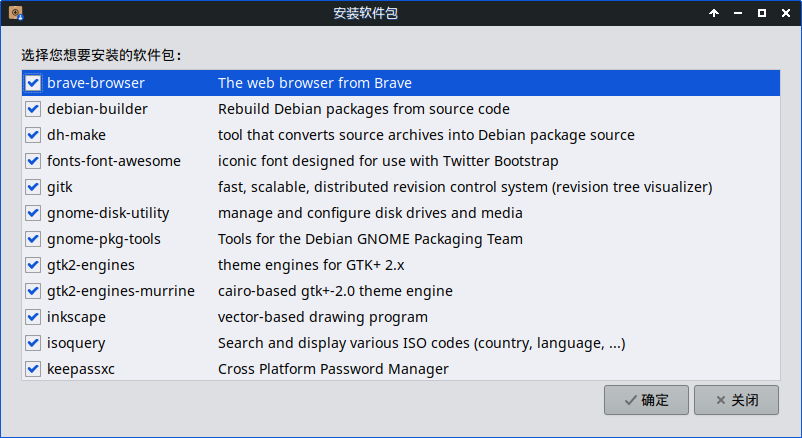 安装软件包
选择您想要安装的软件包:
brave-browser The web browser from Brave
debian-builder Rebuild Debian packages from source code
dh-make tool that converts source archives into Debian package source
fonts-font-awesome iconic font designed for use with Twitter Bootstrap
gitk fast, scalable, distributed revision control system (revision tree visualizer)
gnome-disk-utility manage and configure disk drives and media
gnome-pkg-tools Tools for the Debian GNOME Packaging Team
gtk2-engines theme engines for GTK+ 2.x
gtk2-engines-murrine cairo-based gtk+-2.0 theme engine
inkscape vector-based drawing program
isoquery Search and display various ISO codes (country, language, ...)
keepassxc Cross Platform Password Manager
确定 关闭